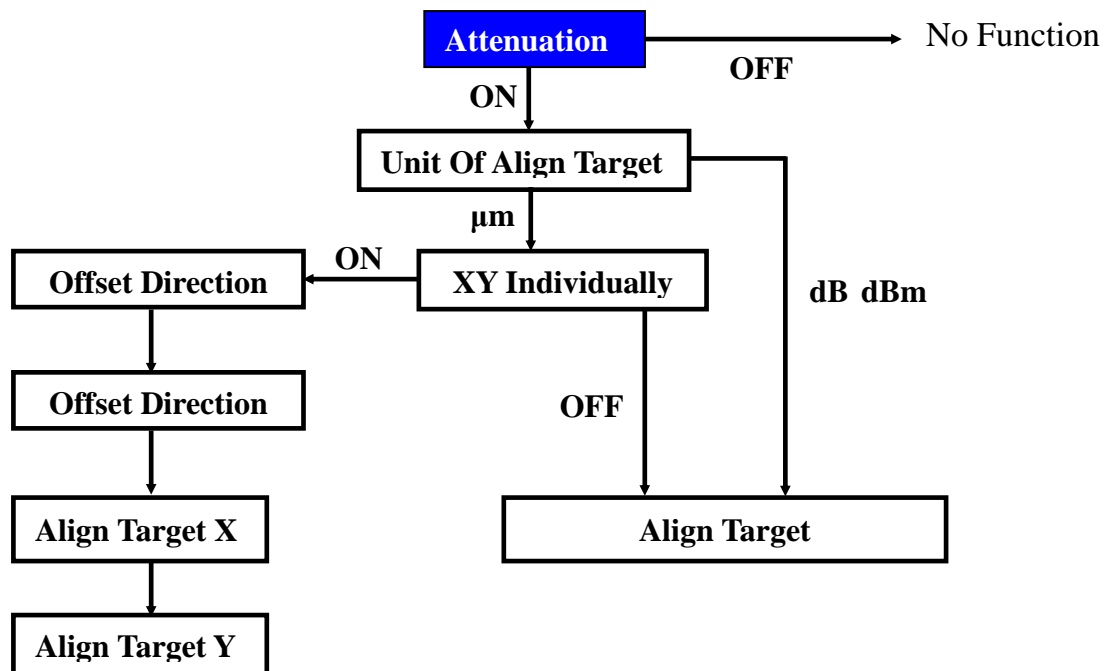 Attenuation
No Function
OFF
ON
Unit Of Align Target
μm
ON
Offset Direction
XY Individually
dB dBm
Offset Direction
OFF
Align Target X
Align Target
Align Target Y